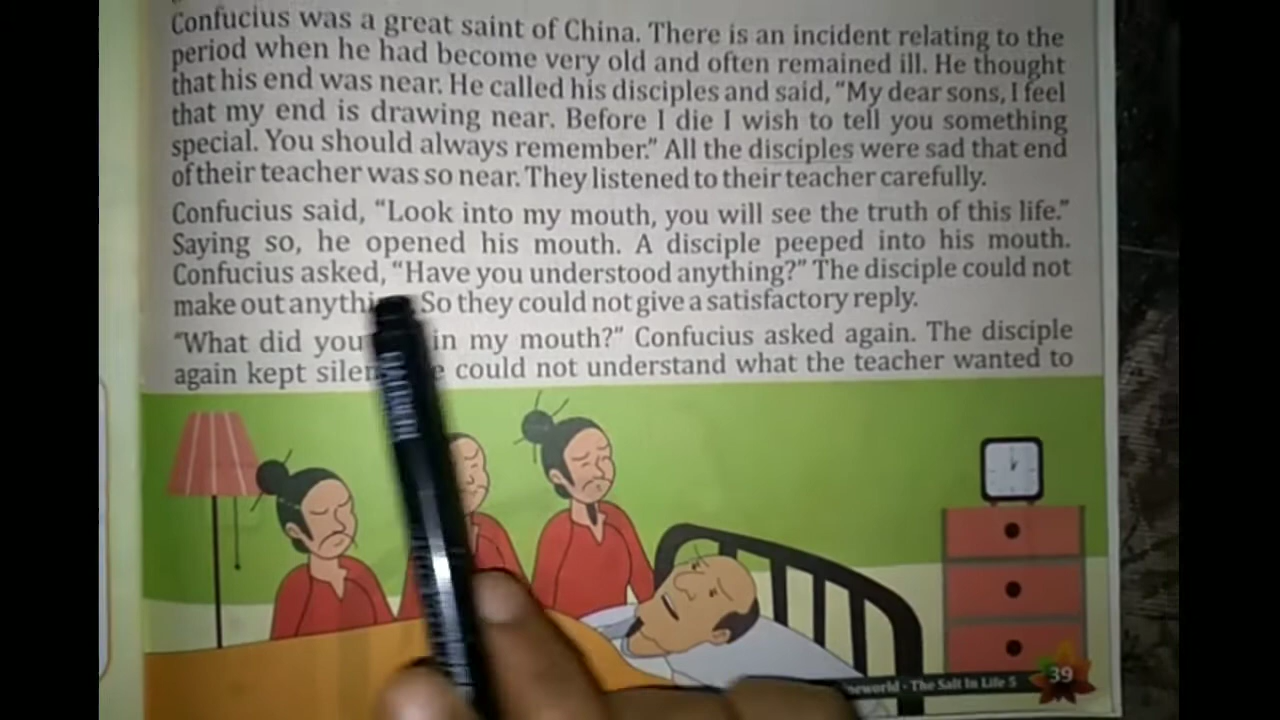 Confucius was a great saint of China. There is an incident relating to the
period when he had become very old and often remained ill. He thought
that his end was near. He called his disciples and said, “My dear sons, I feel
that my end is drawing near. Before I die I wish to tell you something
special. You should always remember.” All the disciples were sad that end
of their teacher was so near. They listened to their teacher carefully.
Confucius said, “Look into my mouth, you will see the truth of this life.”
Saying so, he opened his mouth. A disciple peeped into his mouth.
Confucius asked, “Have you understood anything?” The disciple could not
make out So they could not give a satisfactory reply.
“What did you in my mouth?” Confucius asked again. The disciple
again kept could not understand what the teacher wanted to
The Salt In Life 5
39